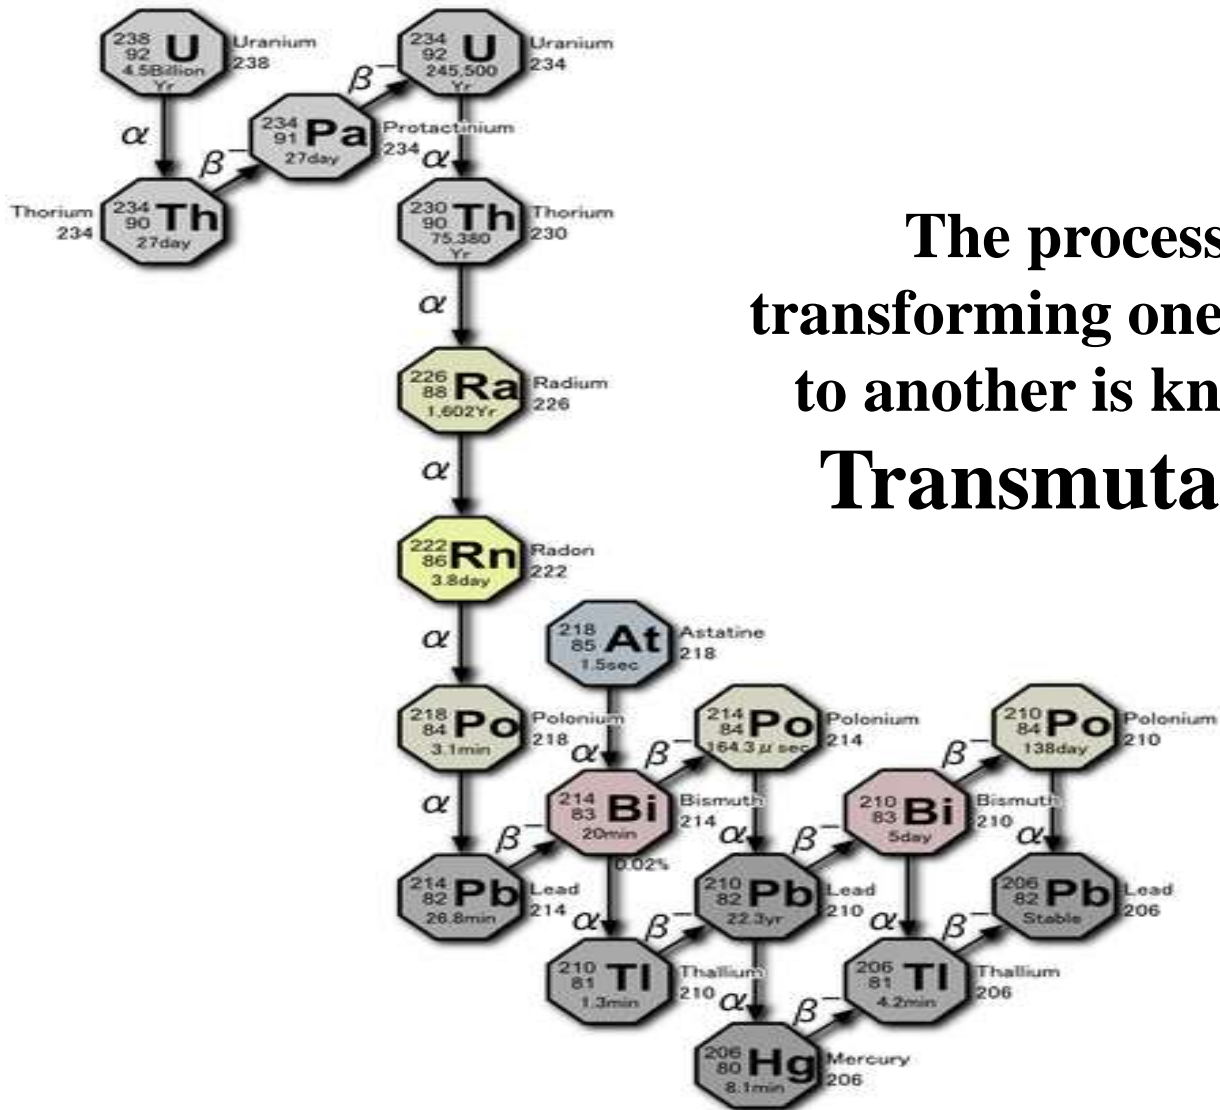 238
92 U
4.5Billion
Yr
Uranium
238
234
92 U
245,500
Yr
Uranium
234
β⁻
α
234
91 Pa
27day
Protactinium
234
β⁻
α
Thorium
234
234
90 Th
27day
230
90 Th
75.380
Yr
Thorium
230
The process
transforming one
to another is kn
Transmuta
α
226
88 Ra
1,602Yr
Radium
226
α
222
86 Rn
3.8day
Radon
222
α
218
85 At
1.5sec
Astatine
218
218
84 Po
3.1min
Polonium
218
214
84 Po
164.3 μ sec
Polonium
214
210
84 Po
138day
Polonium
210
α
β⁻
β⁻
α
214
83 Bi
20min
Bismuth
214
210
83 Bi
5day
Bismuth
210
β⁻
α
β⁻
α
0.02%
214
82 Pb
26.8min
Lead
214
210
82 Pb
22.3yr
Lead
210
206
82 Pb
Stable
Lead
206
α
β⁻
α
β⁻
210
81 Tl
1.3min
Thallium
210
206
81 Tl
4.2min
Thallium
206
α
β⁻
206
80 Hg
8.1min
Mercury
206